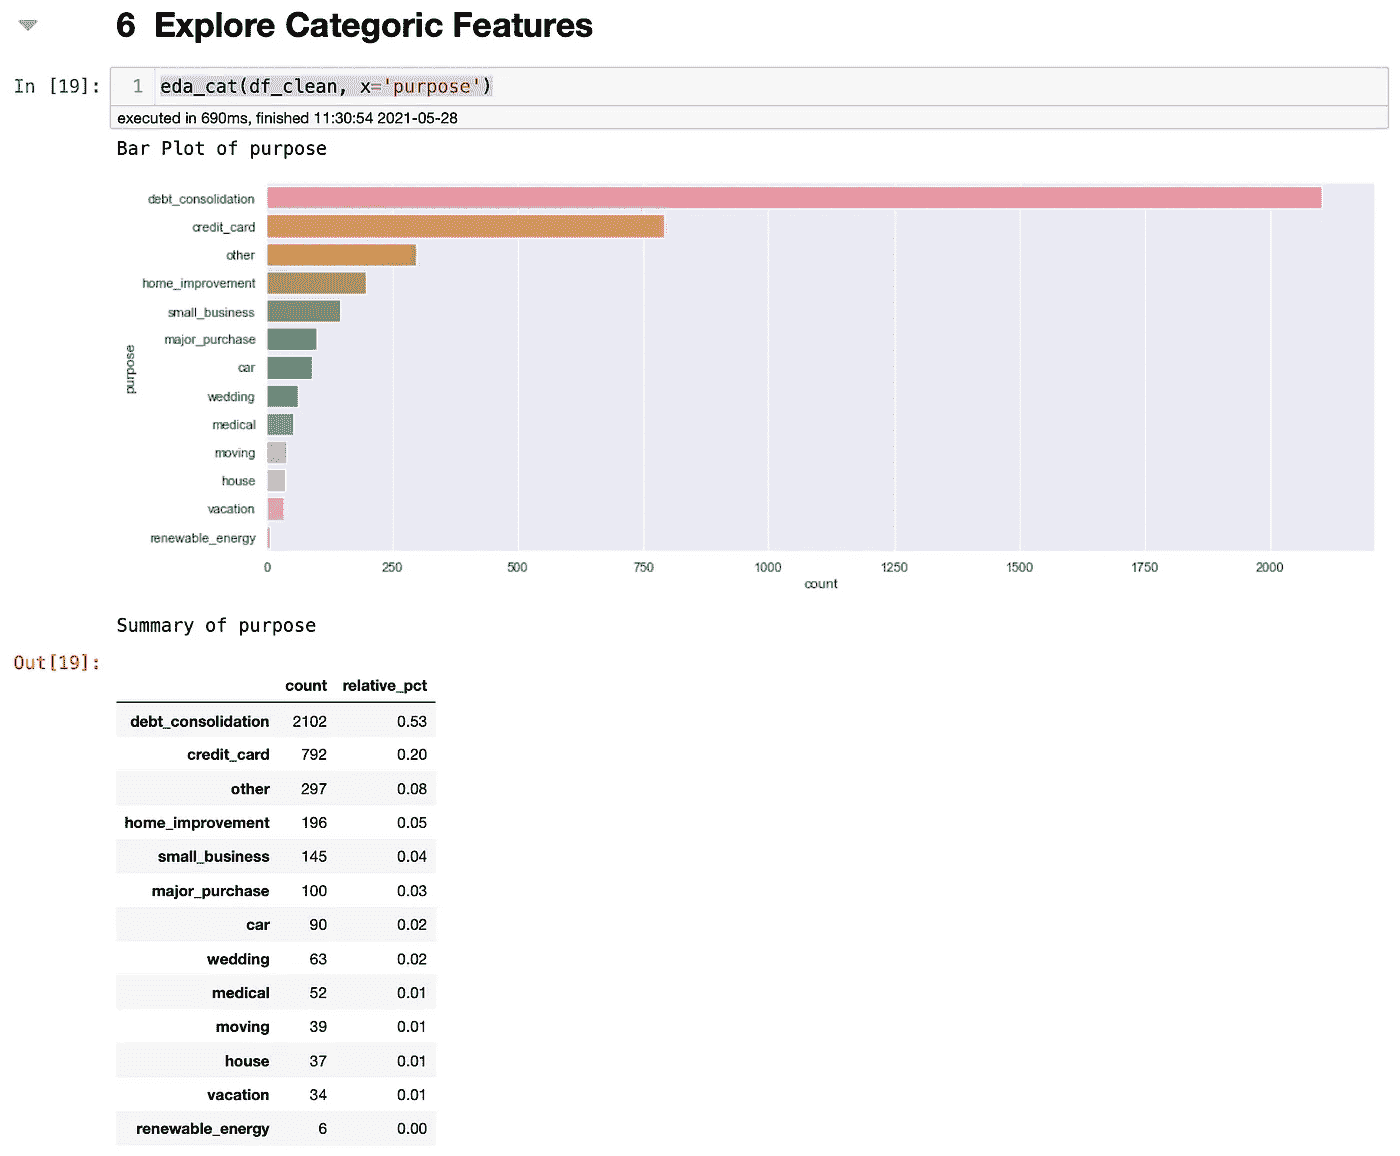 6 Explore Categoric Features
In [19]: 1 eda_cat(df_clean, x='purpose')
executed in 690ms, finished 11:30:54 2021-05-28
Bar Plot of purpose
debt_consolidation
credit_card
other
home_improvement
small_business
major_purchase
car
wedding
medical
moving
house
vacation
renewable_energy
purpose
0 250 500 750 1000 1250 1500 1750 2000
count
Summary of purpose
Out[19]:
count relative_pct
debt_consolidation 2102 0.53
credit_card 792 0.20
other 297 0.08
home_improvement 196 0.05
small_business 145 0.04
major_purchase 100 0.03
car 90 0.02
wedding 63 0.02
medical 52 0.01
moving 39 0.01
house 37 0.01
vacation 34 0.01
renewable_energy 6 0.00